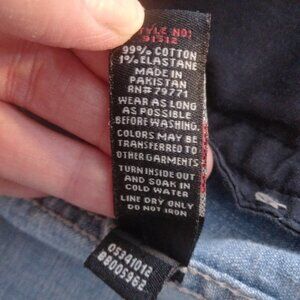 STYLE NO:
91312
99% COTTON
1% ELASTANE
MADE IN
PAKISTAN
RN# 79771
WEAR AS LONG
AS POSSIBLE
BEFORE WASHING.
COLORS MAY BE
TRANSFERRED TO
OTHER GARMENTS
TURN INSIDE OUT
AND SOAK IN
COLD WATER
LINE DRY ONLY
DO NOT IRON
05341012
BB005962